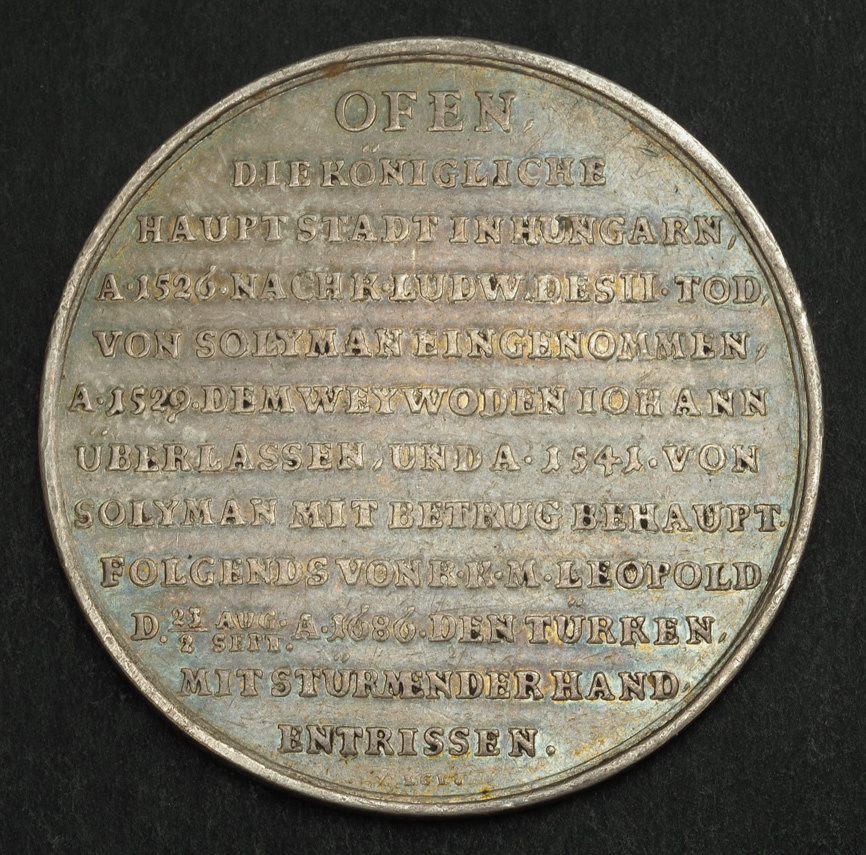 OFEN,
DIE KÖNIGLICHE
HAUPT STADT IN HUNGARN,
A·1526·NACH K·LUDW.DES II·TOD,
VON SOLYMAN EINGENOMMEN,
A·1529.DEM WEYWODEN IOHANN
ÜBERLASSEN, UND A·1541·VON
SOLYMAN MIT BETRUG BEHAUPT.
FOLGENDS VON R·K·M·LEOPOLD
D. 23 AUG. / 2 SEPT. A·1686·DEN TÜRKEN,
MIT STÜRMENDER HAND
ENTRISSEN.